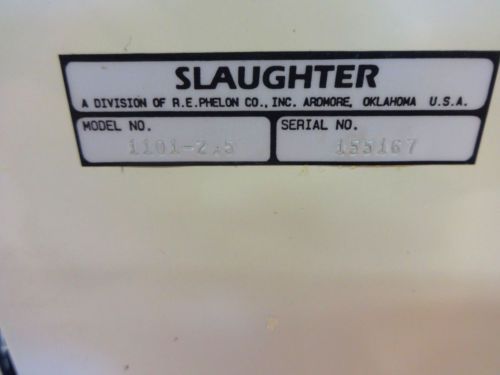 SLAUGHTER
A DIVISION OF R.E.PHELON CO., INC. ARDMORE, OKLAHOMA U.S.A.
MODEL NO. SERIAL NO.
1101-2.5 155167